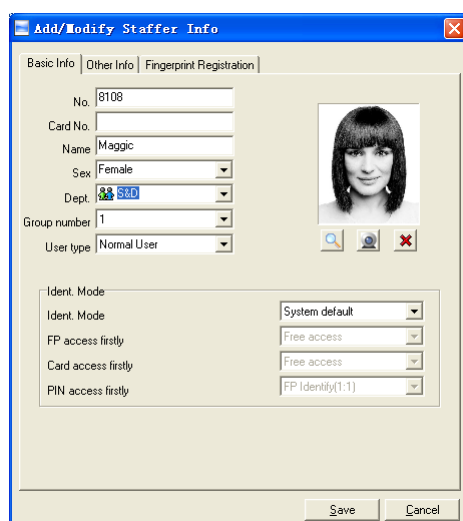 Add/Modify Staffer Info
Basic Info Other Info Fingerprint Registration
No. 8108
Card No.
Name Maggic
Sex Female
Dept. S&D
Group number 1
User type Normal User
Ident. Mode
Ident. Mode System default
FP access firstly Free access
Card access firstly Free access
PIN access firstly FP Identify(1:1)
Save Cancel